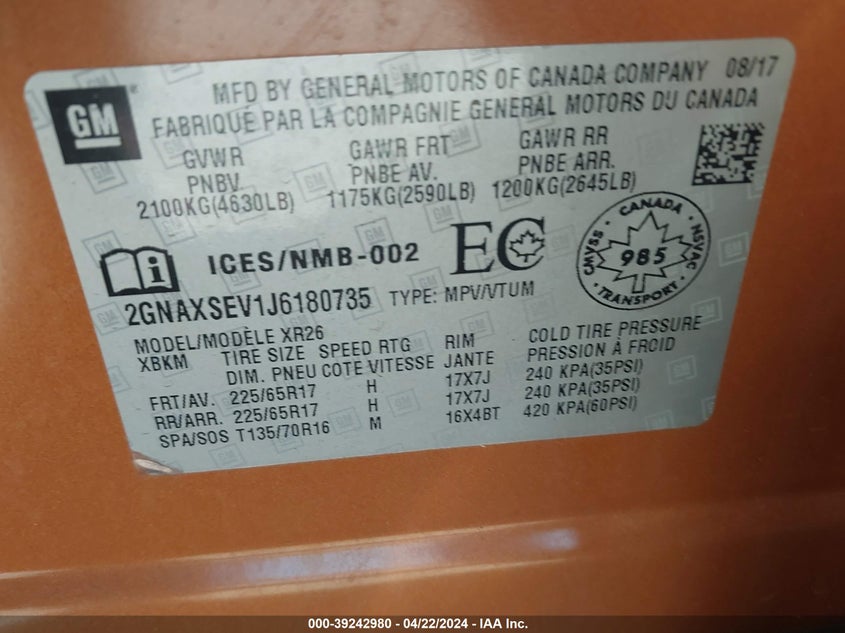 GM
MFD BY GENERAL MOTORS OF CANADA COMPANY 08/17
FABRIQUÉ PAR LA COMPAGNIE GENERAL MOTORS DU CANADA
GVWR GAWR FRT GAWR RR
PNBV PNBE AV. PNBE ARR.
2100KG(4630LB) 1175KG(2590LB) 1200KG(2645LB)
ICES/NMB-002 EC
CANADA
CMVSS 985 NSVAC
TRANSPORT
2GNAXSEV1J6180735 TYPE: MPV/VTUM
MODEL/MODÈLE XR26
XBKM TIRE SIZE SPEED RTG RIM COLD TIRE PRESSURE
DIM. PNEU COTE VITESSE JANTE PRESSION À FROID
FRT/AV. 225/65R17 H 17X7J 240 KPA(35PSI)
RR/ARR. 225/65R17 H 17X7J 240 KPA(35PSI)
SPA/SOS T135/70R16 M 16X4BT 420 KPA(60PSI)
000-39242980 - 04/22/2024 - IAA Inc.